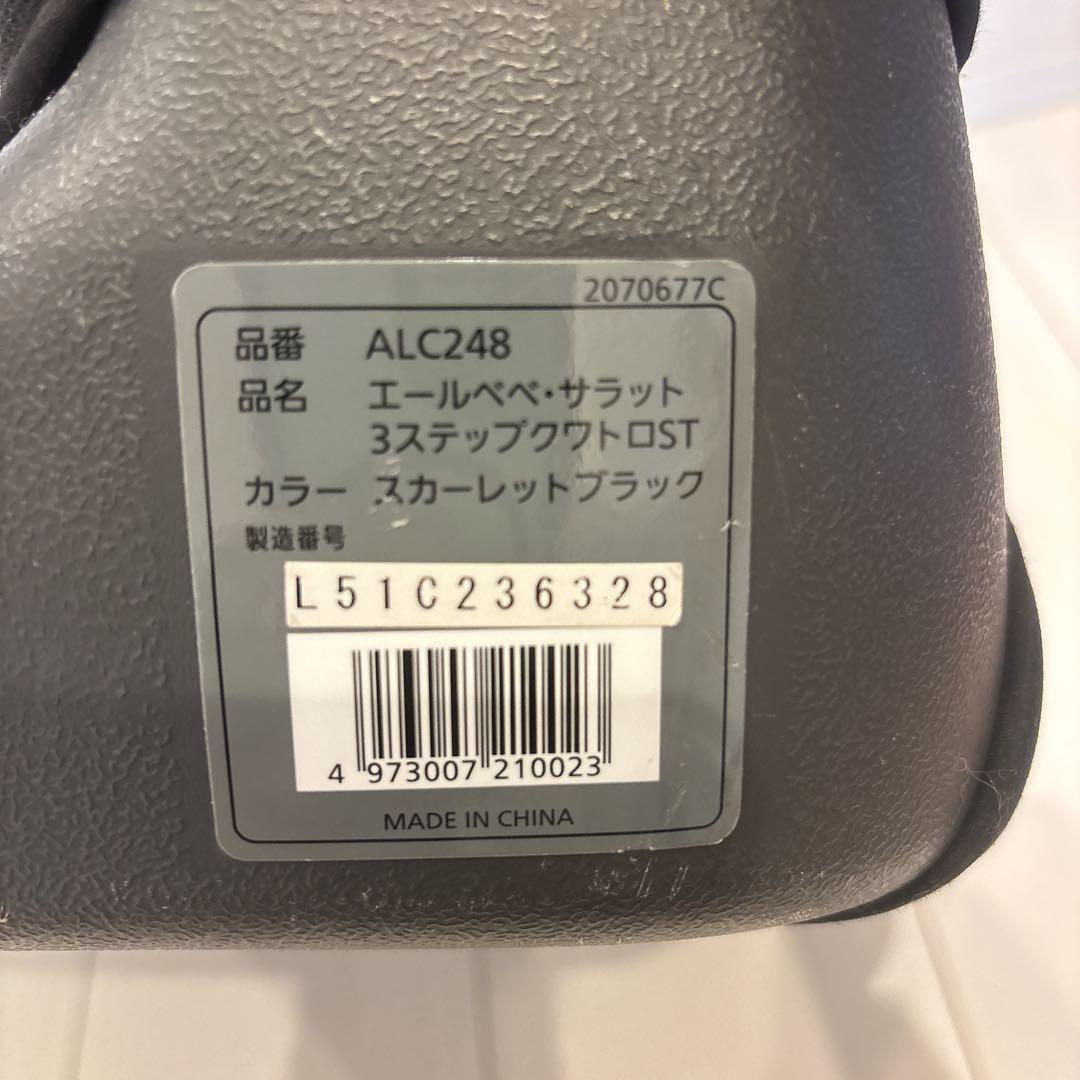 2070677C
品番 ALC248
品名 エールベベ・サラット
3ステップクワトロST
カラー スカーレットブラック
製造番号
L51C236328
4 973007 210023
MADE IN CHINA